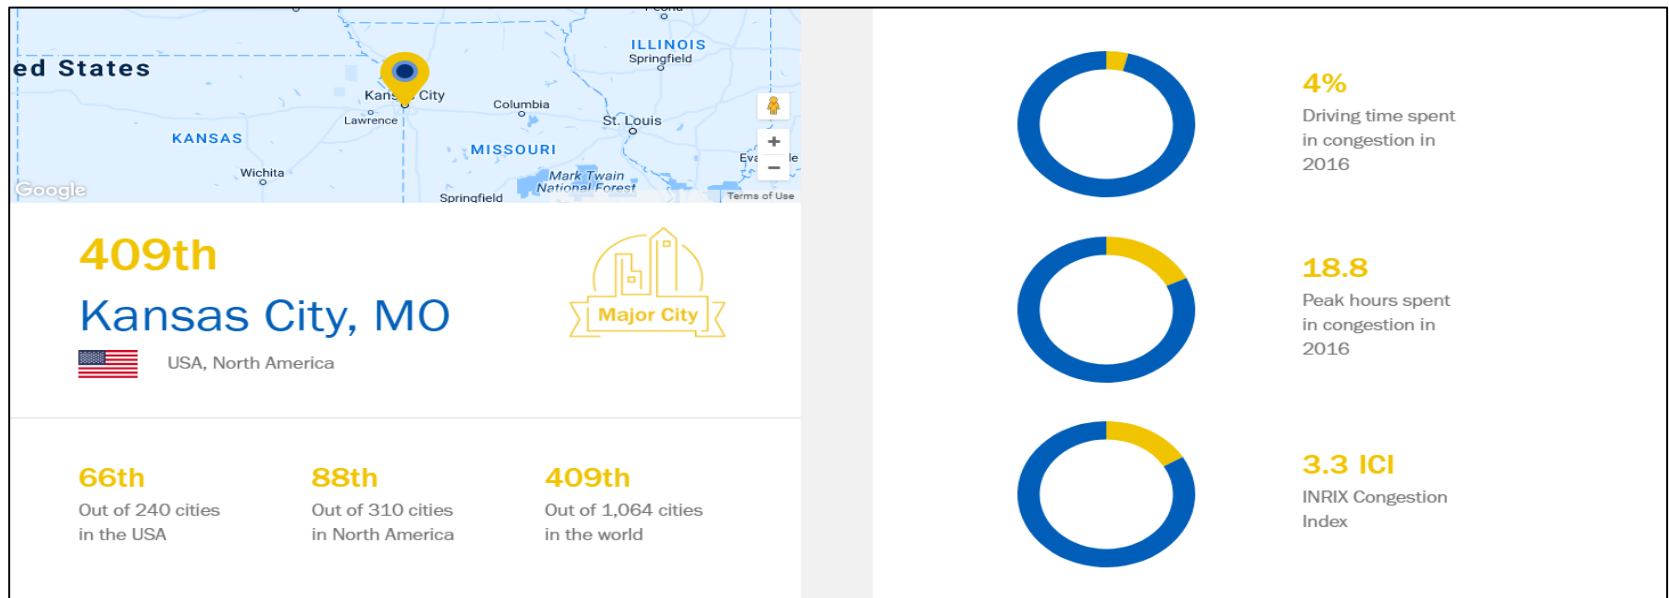 Peoria
ILLINOIS
Springfield
ed States
Kansas City
Columbia
Lawrence
St. Louis
KANSAS
MISSOURI
Wichita
Mark Twain
National Forest
Google
Springfield
Terms of Use
409th
Kansas City, MO
Major City
USA, North America
66th
Out of 240 cities
in the USA
88th
Out of 310 cities
in North America
409th
Out of 1,064 cities
in the world
4%
Driving time spent
in congestion in
2016
18.8
Peak hours spent
in congestion in
2016
3.3 ICI
INRIX Congestion
Index